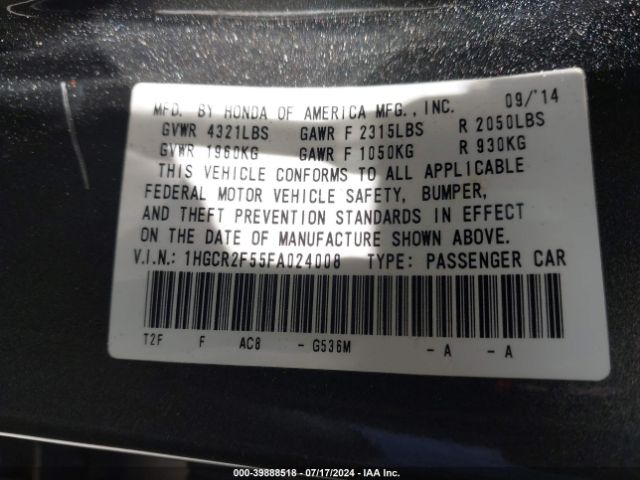 MFD. BY HONDA OF AMERICA MFG., INC. 09/'14
GVWR 4321LBS GAWR F 2315LBS R 2050LBS
GVWR 1960KG GAWR F 1050KG R 930KG
THIS VEHICLE CONFORMS TO ALL APPLICABLE
FEDERAL MOTOR VEHICLE SAFETY, BUMPER,
AND THEFT PREVENTION STANDARDS IN EFFECT
ON THE DATE OF MANUFACTURE SHOWN ABOVE.
V.I.N.: 1HGCR2F55FA024008 TYPE: PASSENGER CAR
T2F F AC8 - G536M - A - A
000-39888518 - 07/17/2024 - IAA Inc.